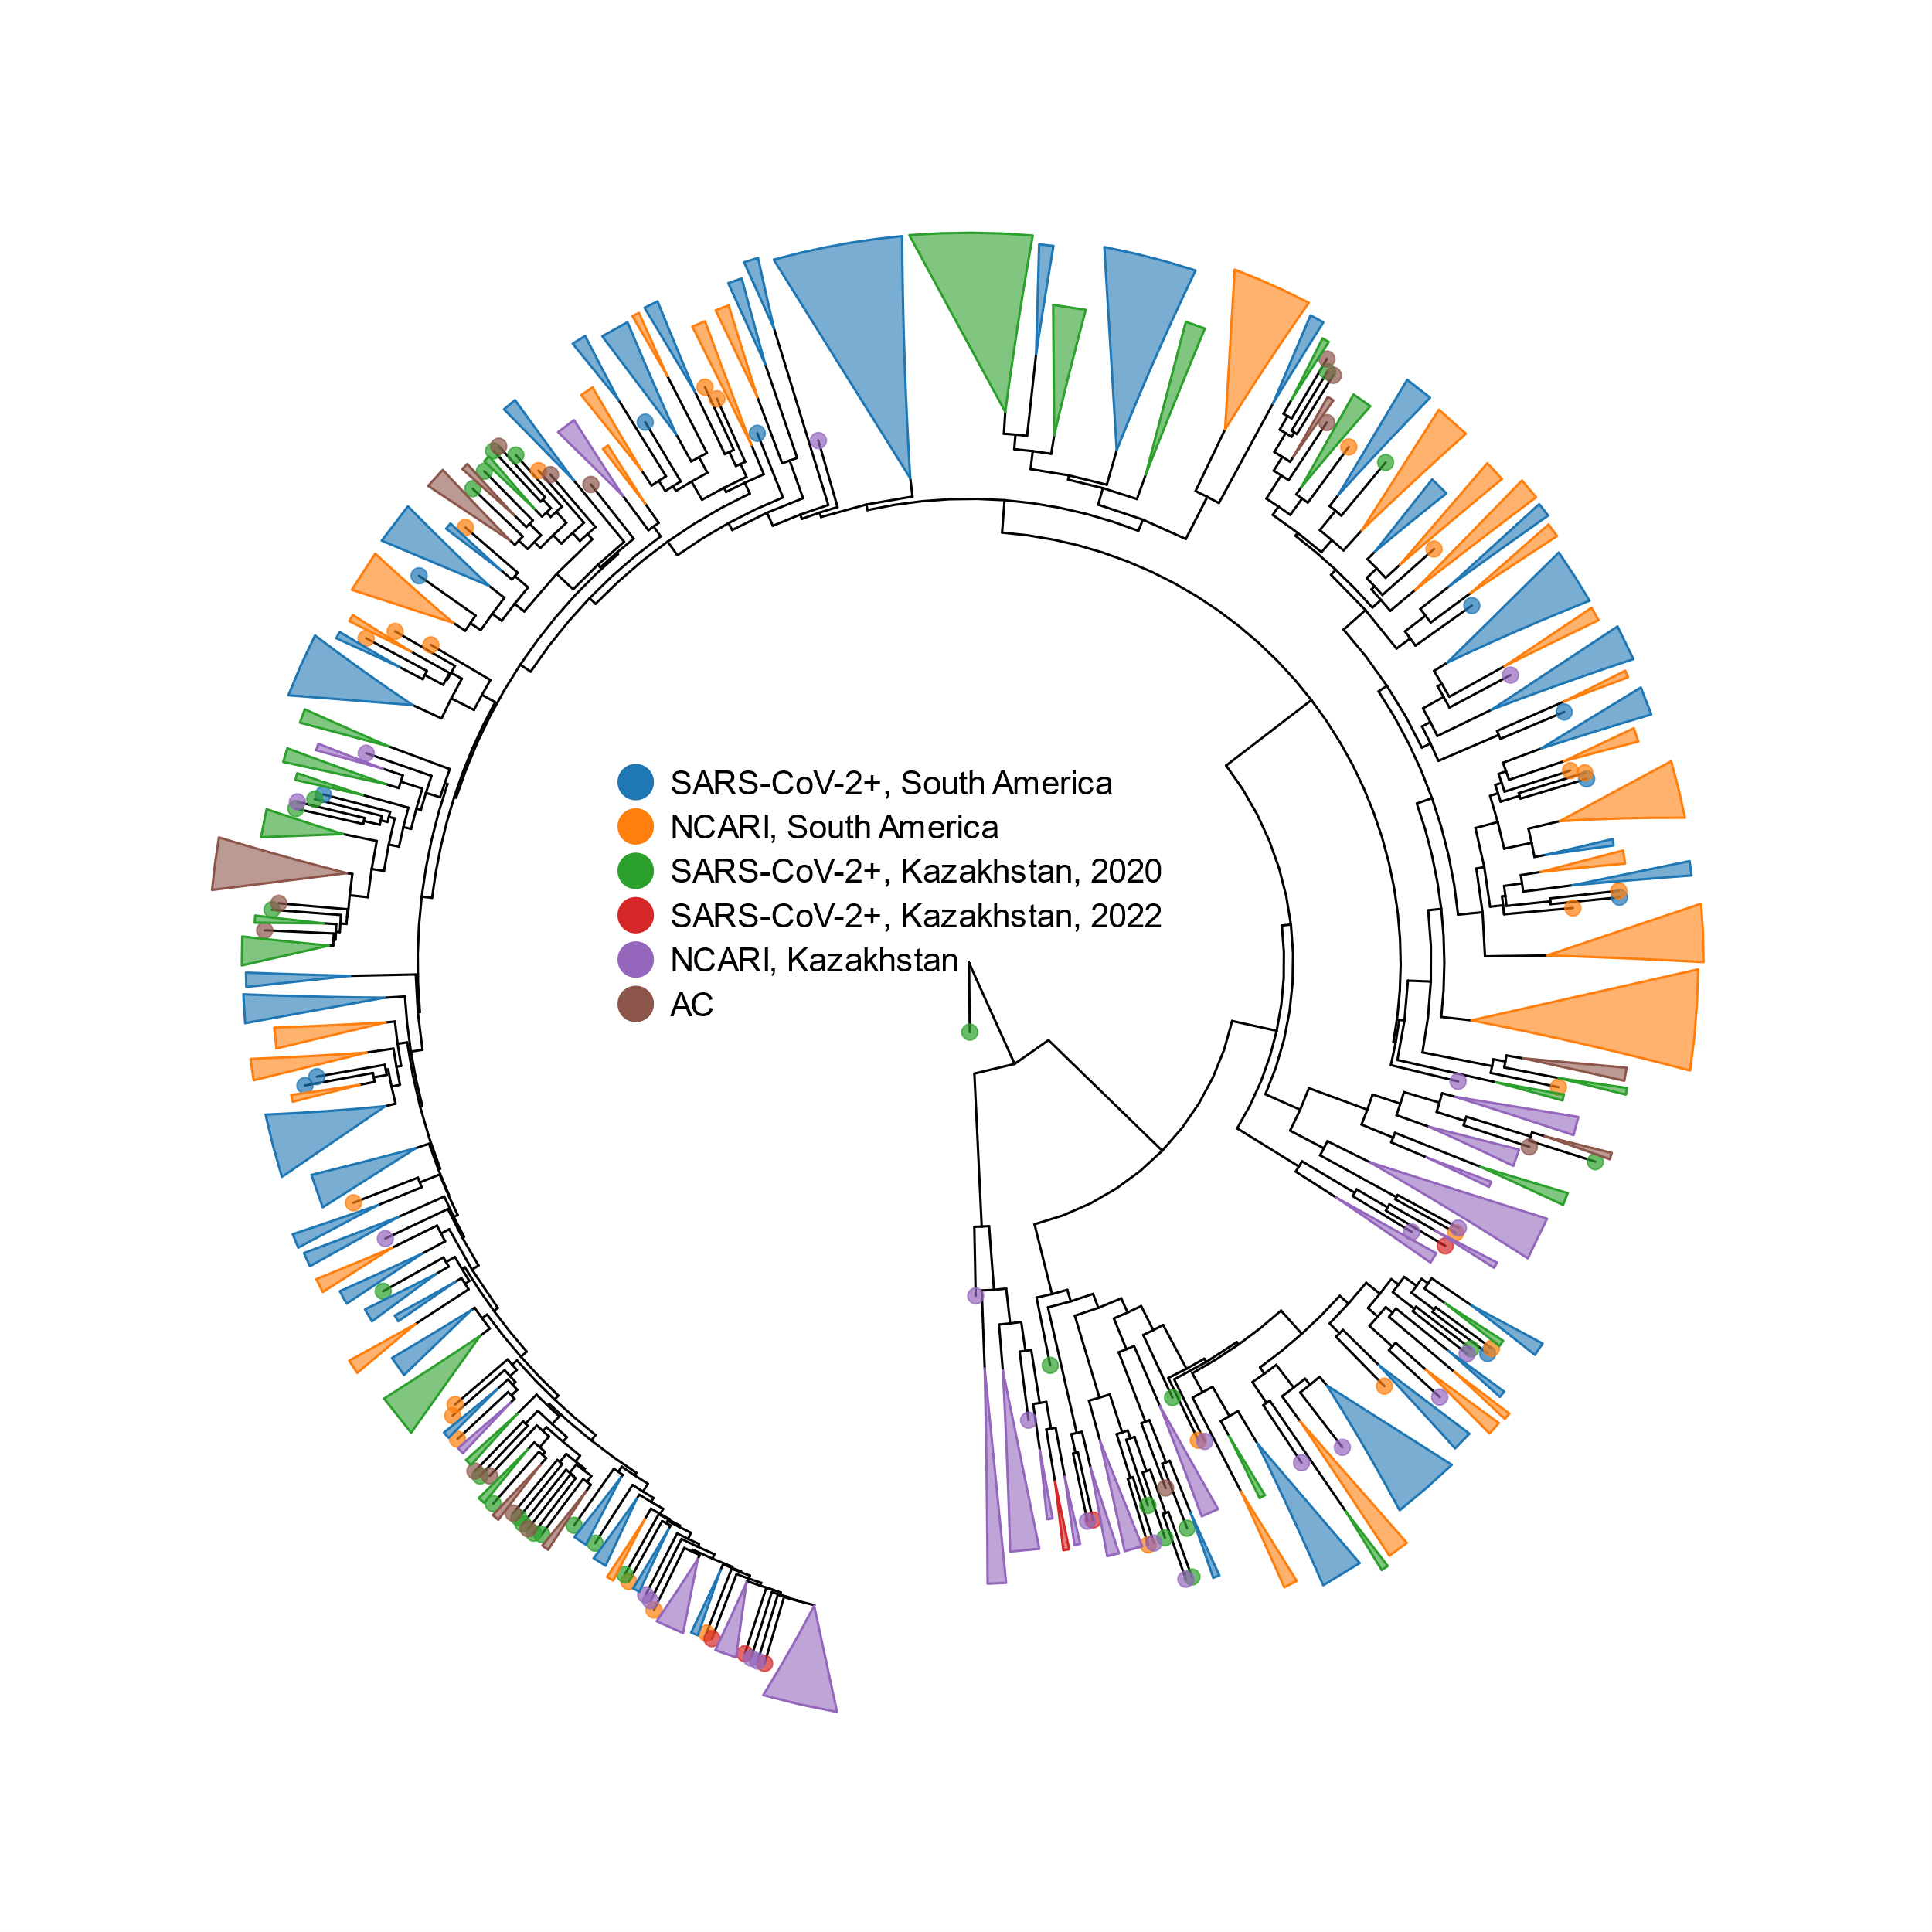 SARS-CoV-2+, South America
NCARI, South America
SARS-CoV-2+, Kazakhstan, 2020
SARS-CoV-2+, Kazakhstan, 2022
NCARI, Kazakhstan
AC